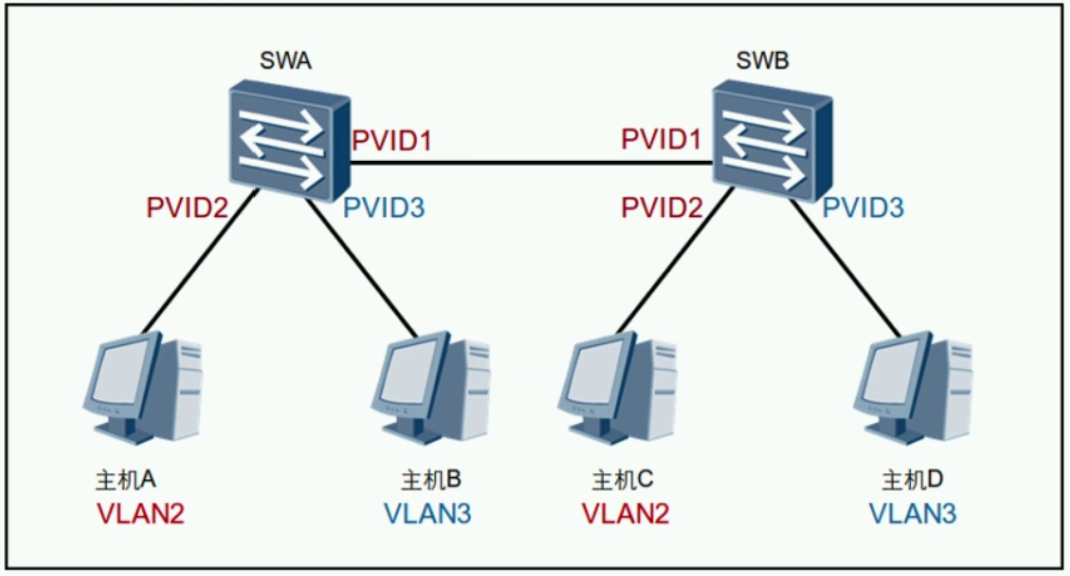 SWA
SWB
PVID1
PVID1
PVID2
PVID3
PVID2
PVID3
主机A
主机B
主机C
主机D
VLAN2
VLAN3
VLAN2
VLAN3